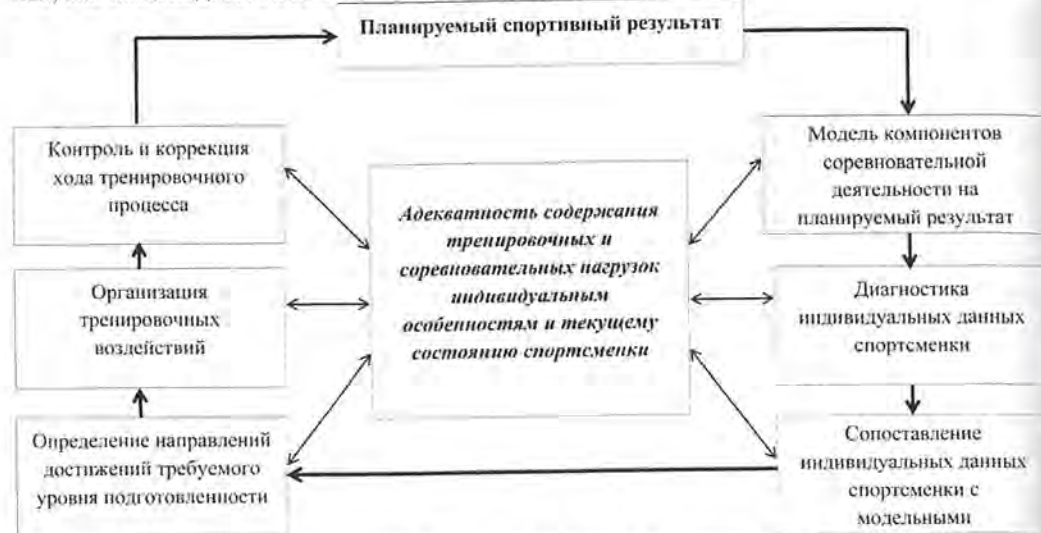 Планируемый спортивный результат
Контроль и коррекция
хода тренировочного
процесса
Модель компонентов
соревновательной
деятельности на
планируемый результат
Адекватность содержания
тренировочных и
соревновательных нагрузок
индивидуальным
особенностям и текущему
состоянию спортсменки
Организация
тренировочных
воздействий
Диагностика
индивидуальных данных
спортсменки
Определение направлений
достижений требуемого
уровня подготовленности
Сопоставление
индивидуальных данных
спортсменки с
модельными